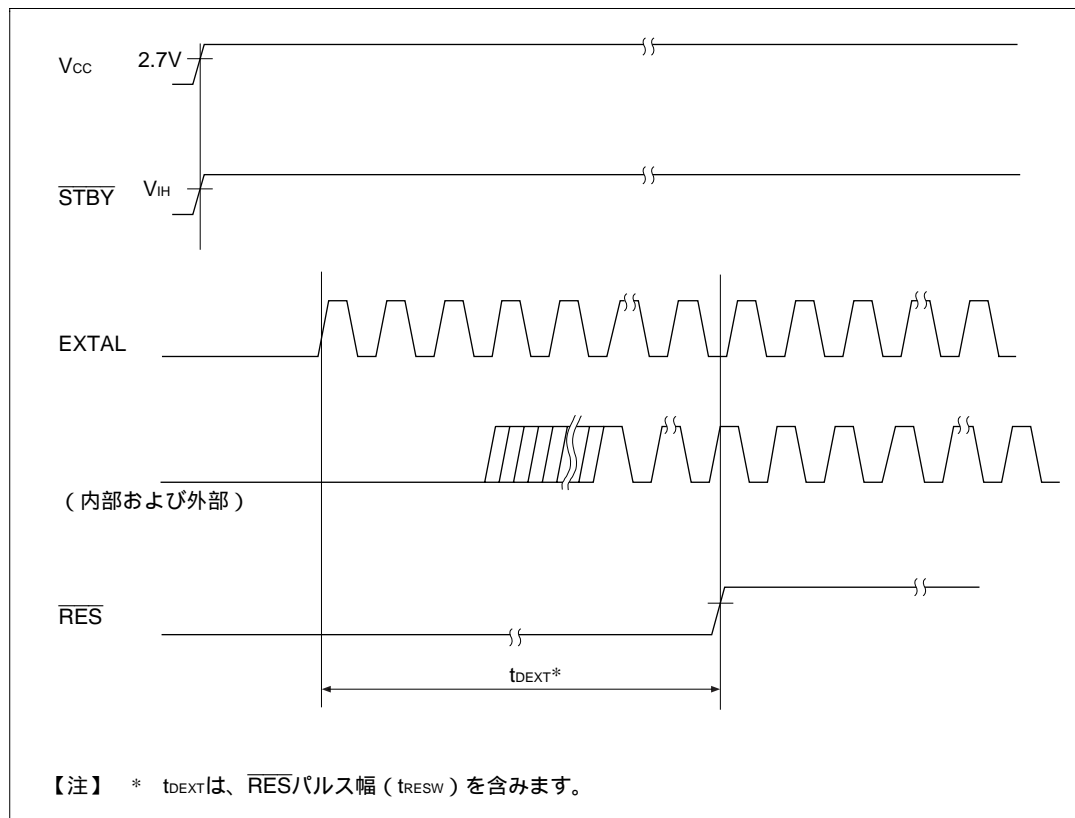 Vcc 2.7V
STBY VIH
EXTAL
（内部および外部）
RES
tDEXT*
【注】 * tDEXTは、RESパルス幅（tRESW）を含みます。